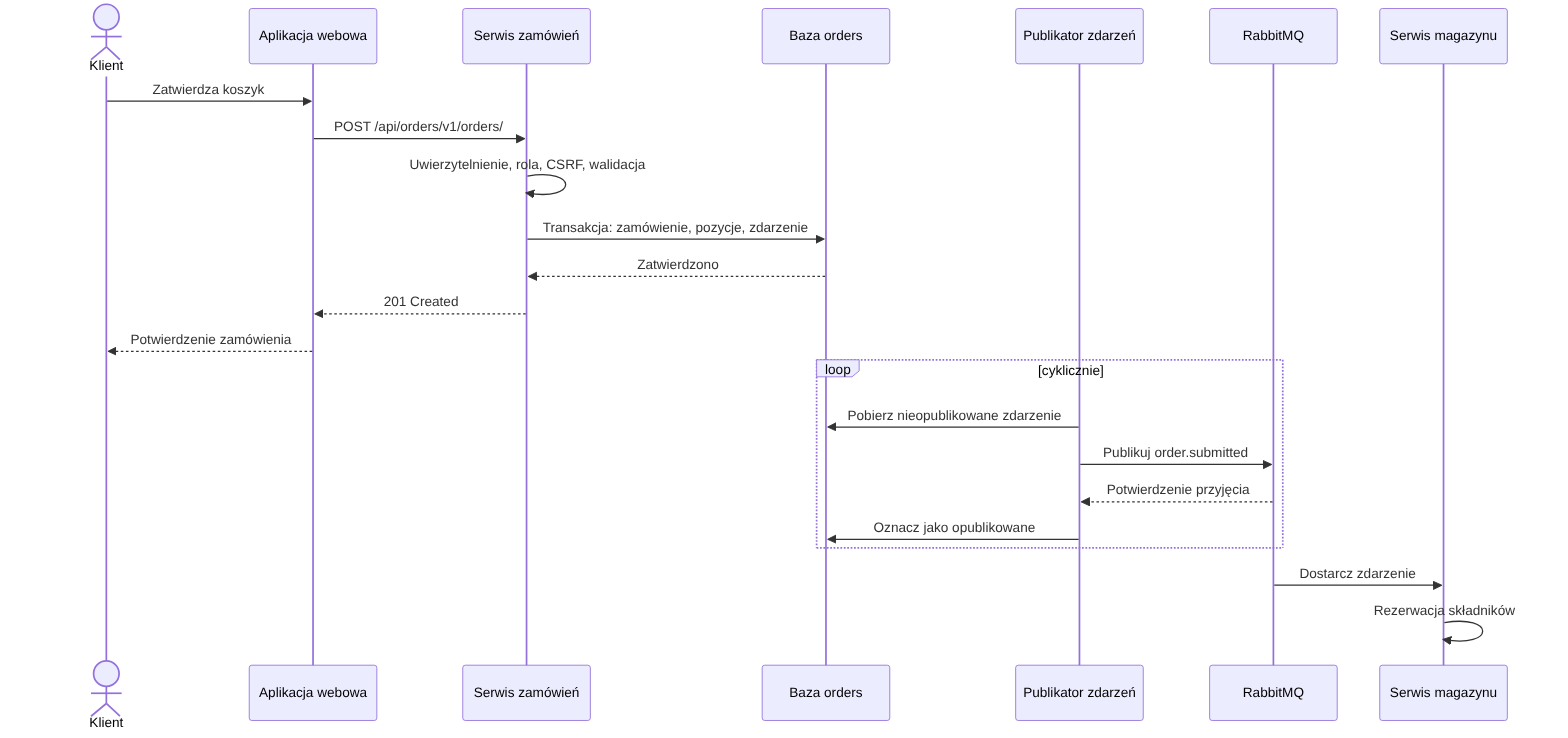 Klient
Aplikacja webowa
Serwis zamówień
Baza orders
Publikator zdarzeń
RabbitMQ
Serwis magazynu
Zatwierdza koszyk
POST /api/orders/v1/orders/
Uwierzytelnienie, rola, CSRF, walidacja
Transakcja: zamówienie, pozycje, zdarzenie
Zatwierdzono
201 Created
Potwierdzenie zamówienia
loop
[cyklicznie]
Pobierz nieopublikowane zdarzenie
Publikuj order.submitted
Potwierdzenie przyjęcia
Oznacz jako opublikowane
Dostarcz zdarzenie
Rezerwacja składników
Klient
Aplikacja webowa
Serwis zamówień
Baza orders
Publikator zdarzeń
RabbitMQ
Serwis magazynu